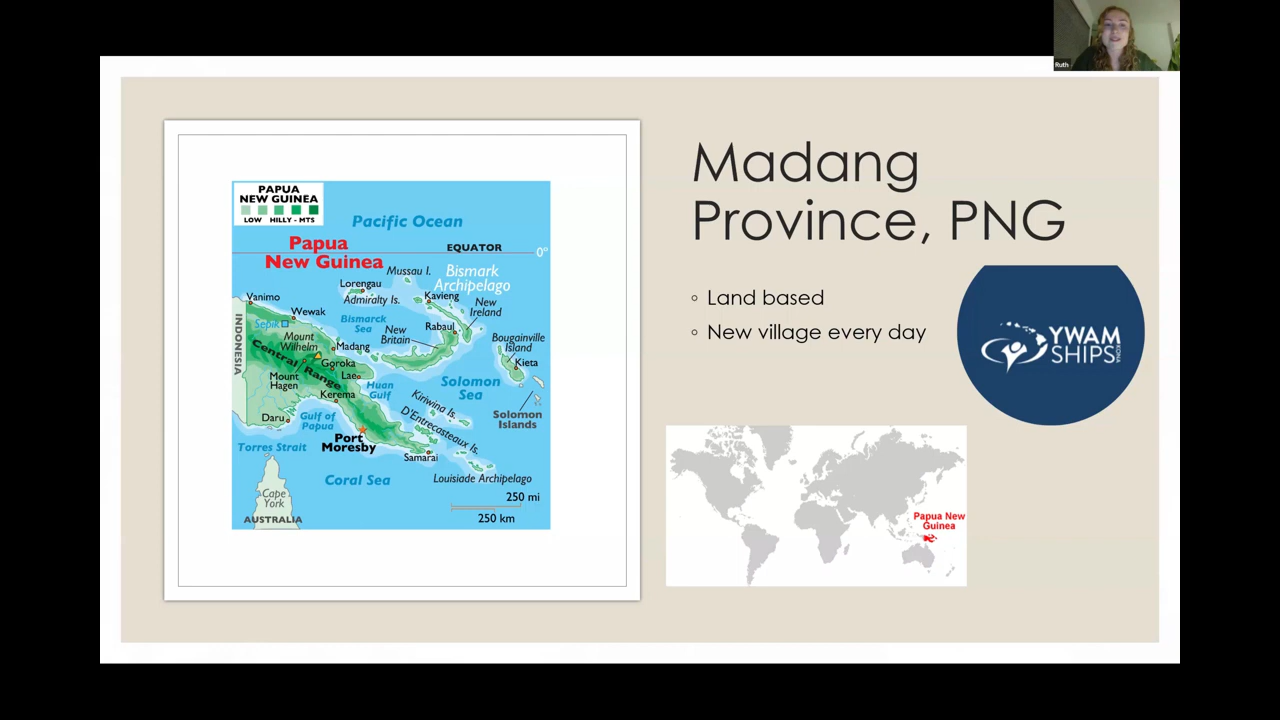 Ruth
Madang
Province, PNG
◦ Land based
◦ New village every day
YWAM
SHIPS
KONA
PAPUA
NEW GUINEA
LOW HILLY - MTS
Pacific Ocean
Papua
New Guinea
EQUATOR
0°
Mussau I.
Bismark
Archipelago
Lorengau
Admiralty Is.
Kavieng
New
Ireland
Vanimo
Wewak
Sepik
Bismarck
Sea
New
Britain
Rabaul
Bougainville
Island
INDONESIA
Mount
Wilhelm
Madang
Central Range
Goroka
Kieta
Mount
Hagen
Lae
Huan
Gulf
Solomon
Sea
Kerema
Kiriwina Is.
D'Entrecasteaux Is.
Solomon
Islands
Daru
Gulf of
Papua
Port
Moresby
Torres Strait
Samarai
Coral Sea
Louisiade Archipelago
Cape
York
AUSTRALIA
250 mi
250 km
Papua New
Guinea